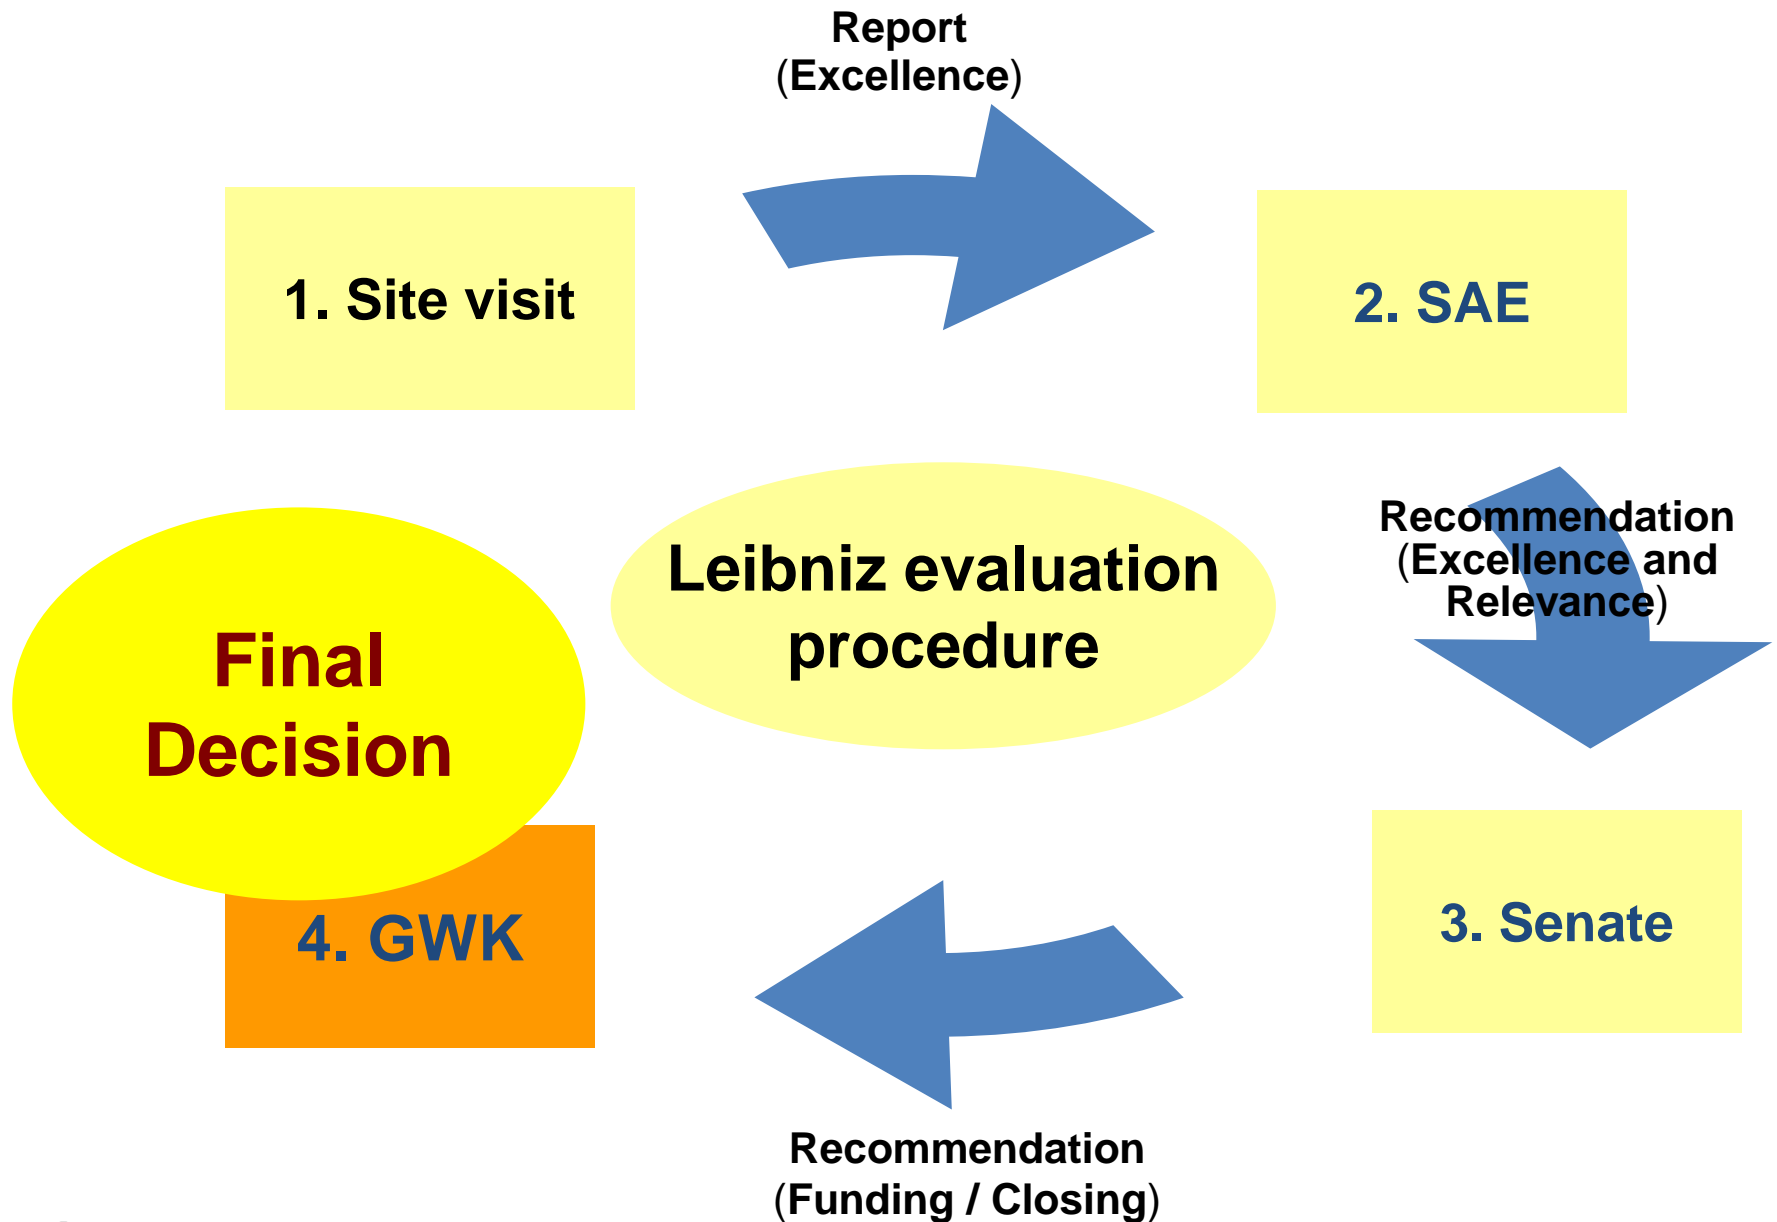 Report
(Excellence)
1. Site visit
2. SAE
Recommendation
(Excellence and
Relevance)
Leibniz evaluation
procedure
Final
Decision
3. Senate
4. GWK
Recommendation
(Funding / Closing)